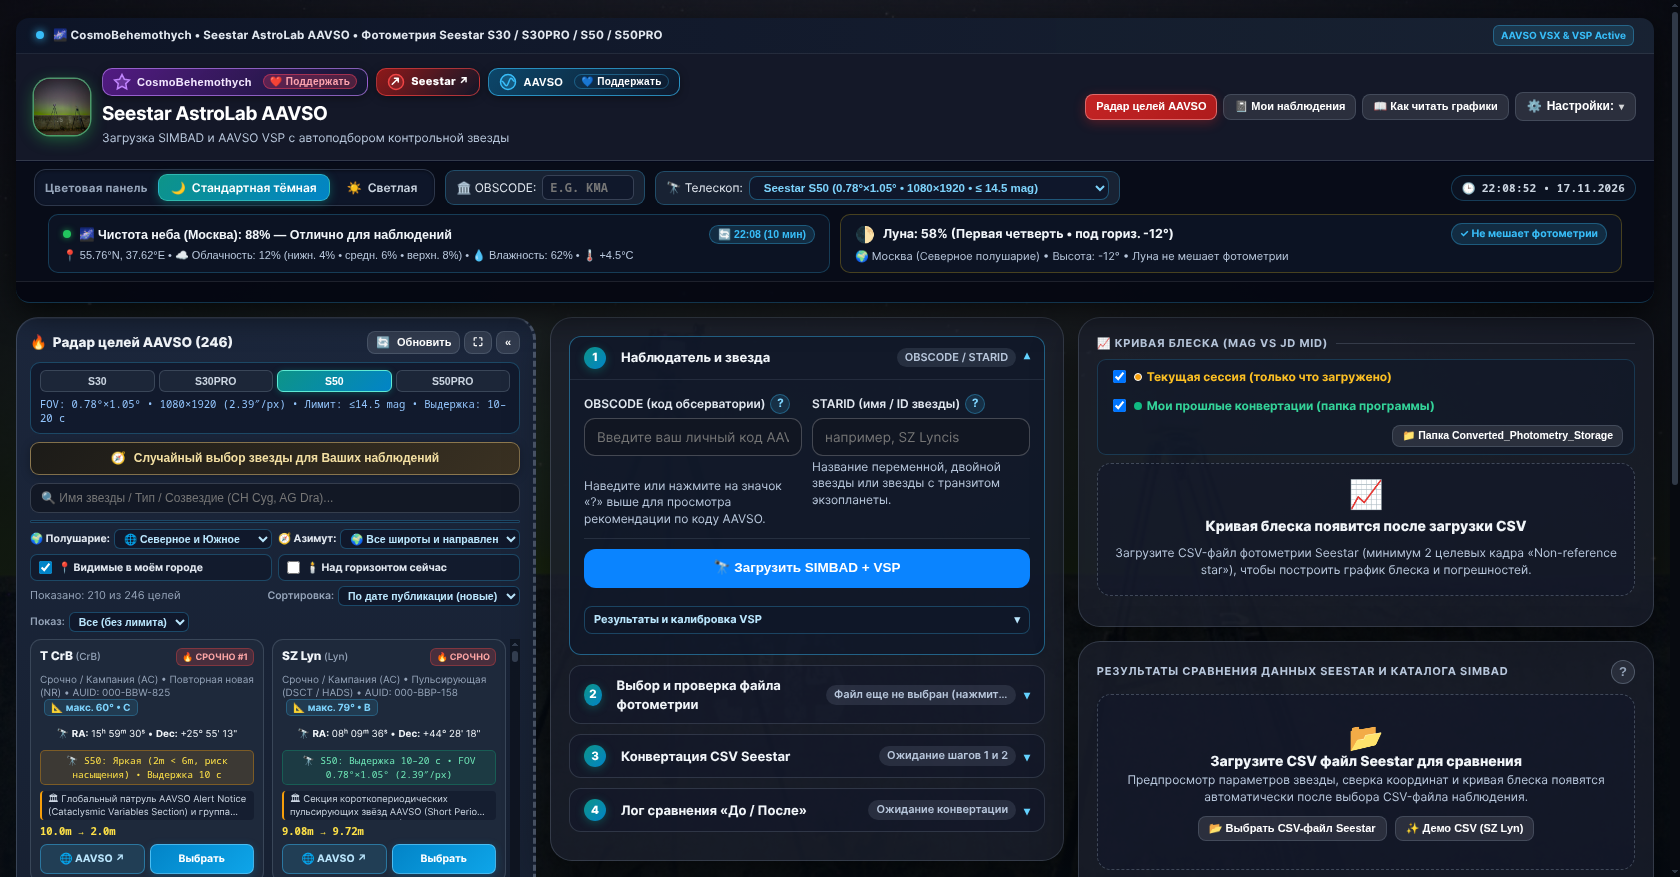 CosmoBehemothych • Seestar AstroLab AAVSO • Фотометрия Seestar S30 / S30PRO / S50 / S50PRO
AAVSO VSX & VSP Active
CosmoBehemothych ❤️ Поддержать
Seestar ↗
AAVSO 💙 Поддержать
Seestar AstroLab AAVSO
Загрузка SIMBAD и AAVSO VSP с автоподбором контрольной звезды
Радар целей AAVSO
📓 Мои наблюдения
📖 Как читать графики
⚙️ Настройки: ▾
Цветовая панель
🌙 Стандартная тёмная
☀️ Светлая
🏛️ OBSCODE: E.G. KMA
🔭 Телескоп: Seestar S50 (0.78°×1.05° • 1080×1920 • ≤ 14.5 mag)
🕒 22:08:52 • 17.11.2026
🌌 Чистота неба (Москва): 88% — Отлично для наблюдений
🔄 22:08 (10 мин)
📍 55.76°N, 37.62°E • ☁️ Облачность: 12% (нижн. 4% • средн. 6% • верхн. 8%) • 💧 Влажность: 62% • 🌡️ +4.5°C
Луна: 58% (Первая четверть • под гориз. -12°)
✓ Не мешает фотометрии
🌍 Москва (Северное полушарие) • Высота: -12° • Луна не мешает фотометрии
🔥 Радар целей AAVSO (246)
🔄 Обновить
⛶
«
S30
S30PRO
S50
S50PRO
FOV: 0.78°×1.05° • 1080×1920 (2.39″/px) • Лимит: ≤14.5 mag • Выдержка: 10–
20 с
🧭 Случайный выбор звезды для Ваших наблюдений
🔍 Имя звезды / Тип / Созвездие (CH Cyg, AG Dra)...
🌍 Полушарие: 🌐 Северное и Южное
🧭 Азимут: 🌍 Все широты и направлен
📍 Видимые в моём городе
Над горизонтом сейчас
Показано: 210 из 246 целей
Сортировка: По дате публикации (новые)
Показ: Все (без лимита)
T CrB (CrB)
🔥 СРОЧНО #1
Срочно / Кампания (AC) • Повторная новая
(NR) • AUID: 000-BBW-825
📐 макс. 60° • С
🔭 RA: 15ʰ 59ᵐ 30ˢ • Dec: +25° 55' 13"
🔭 S50: Яркая (2m < 6m, риск
насыщения) • Выдержка 10 с
🏛️ Глобальный патруль AAVSO Alert Notice
(Cataclysmic Variables Section) и группа...
10.0m → 2.0m
🌐 AAVSO ↗
Выбрать
SZ Lyn (Lyn)
🔥 СРОЧНО
Срочно / Кампания (AC) • Пульсирующая
(DSCT / HADS) • AUID: 000-BBP-158
📐 макс. 79° • В
🔭 RA: 08ʰ 09ᵐ 36ˢ • Dec: +44° 28' 18"
🔭 S50: Выдержка 10–20 с • FOV
0.78°×1.05° (2.39″/px)
🏛️ Секция короткопериодических
пульсирующих звёзд AAVSO (Short Perio...
9.08m → 9.72m
🌐 AAVSO ↗
Выбрать
1 Наблюдатель и звезда
OBSCODE / STARID ▲
OBSCODE (код обсерватории) ?
Введите ваш личный код AA\
Наведите или нажмите на значок
«?» выше для просмотра
рекомендации по коду AAVSO.
STARID (имя / ID звезды) ?
например, SZ Lyncis
Название переменной, двойной
звезды или звезды с транзитом
экзопланеты.
🔭 Загрузить SIMBAD + VSP
Результаты и калибровка VSP ▼
2 Выбор и проверка файла
фотометрии
Файл еще не выбран (нажмит... ▼
3 Конвертация CSV Seestar
Ожидание шагов 1 и 2 ▼
4 Лог сравнения «До / После»
Ожидание конвертации ▼
📈 КРИВАЯ БЛЕСКА (MAG VS JD MID)
Текущая сессия (только что загружено)
Мои прошлые конвертации (папка программы)
📁 Папка Converted_Photometry_Storage
Кривая блеска появится после загрузки CSV
Загрузите CSV-файл фотометрии Seestar (минимум 2 целевых кадра «Non-reference
star»), чтобы построить график блеска и погрешностей.
РЕЗУЛЬТАТЫ СРАВНЕНИЯ ДАННЫХ SEESTAR И КАТАЛОГА SIMBAD
?
Загрузите CSV файл Seestar для сравнения
Предпросмотр параметров звезды, сверка координат и кривая блеска появятся
автоматически после выбора CSV-файла наблюдения.
📂 Выбрать CSV-файл Seestar
✨ Демо CSV (SZ Lyn)